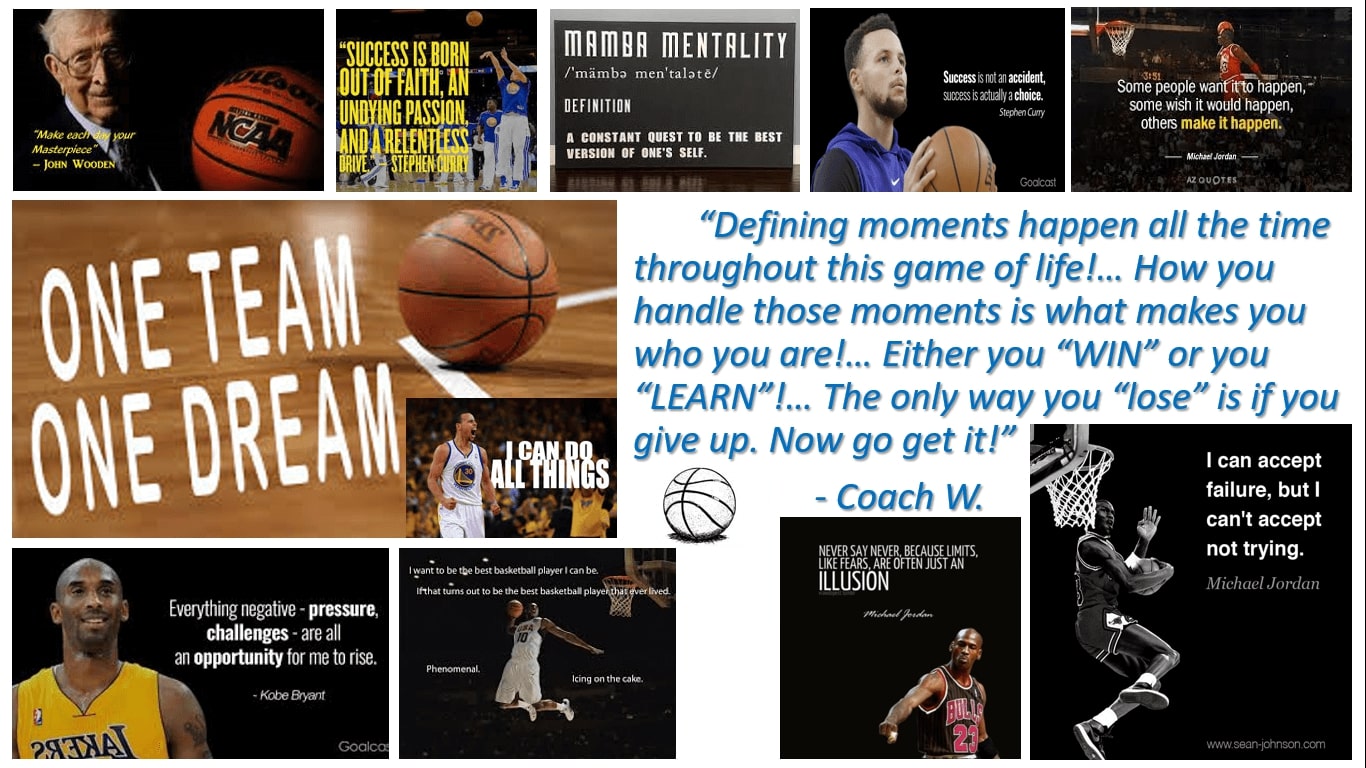 "Make each day your
Masterpiece"
– JOHN WOODEN
Wilson
NCAA
"SUCCESS IS BORN
OUT OF FAITH, AN
UNDYING PASSION,
AND A RELENTLESS
DRIVE." – STEPHEN CURRY
MAMBA MENTALITY
/'mämbə men'talətē/
DEFINITION
A CONSTANT QUEST TO BE THE BEST
VERSION OF ONE'S SELF.
Success is not an accident,
success is actually a choice.
Stephen Curry
Goalcast
3:51
Some people want it to happen,
some wish it would happen,
others make it happen.
Michael Jordan
AZ QUOTES
ONE TEAM
ONE DREAM
30
I CAN DO
ALL THINGS
"Defining moments happen all the time
throughout this game of life!... How you
handle those moments is what makes you
who you are!... Either you "WIN" or you
"LEARN"!... The only way you "lose" is if you
give up. Now go get it!"
- Coach W.
Everything negative - pressure,
challenges - are all
an opportunity for me to rise.
- Kobe Bryant
LAKERS
Goalcas
I want to be the best basketball player I can be.
If that turns out to be the best basketball player that ever lived.
USA
10
Phenomenal.
Icing on the cake.
NEVER SAY NEVER, BECAUSE LIMITS,
LIKE FEARS, ARE OFTEN JUST AN
ILLUSION
Michael Jordan
BULLS
23
I can accept
failure, but I
can't accept
not trying.
Michael Jordan
www.sean-johnson.com